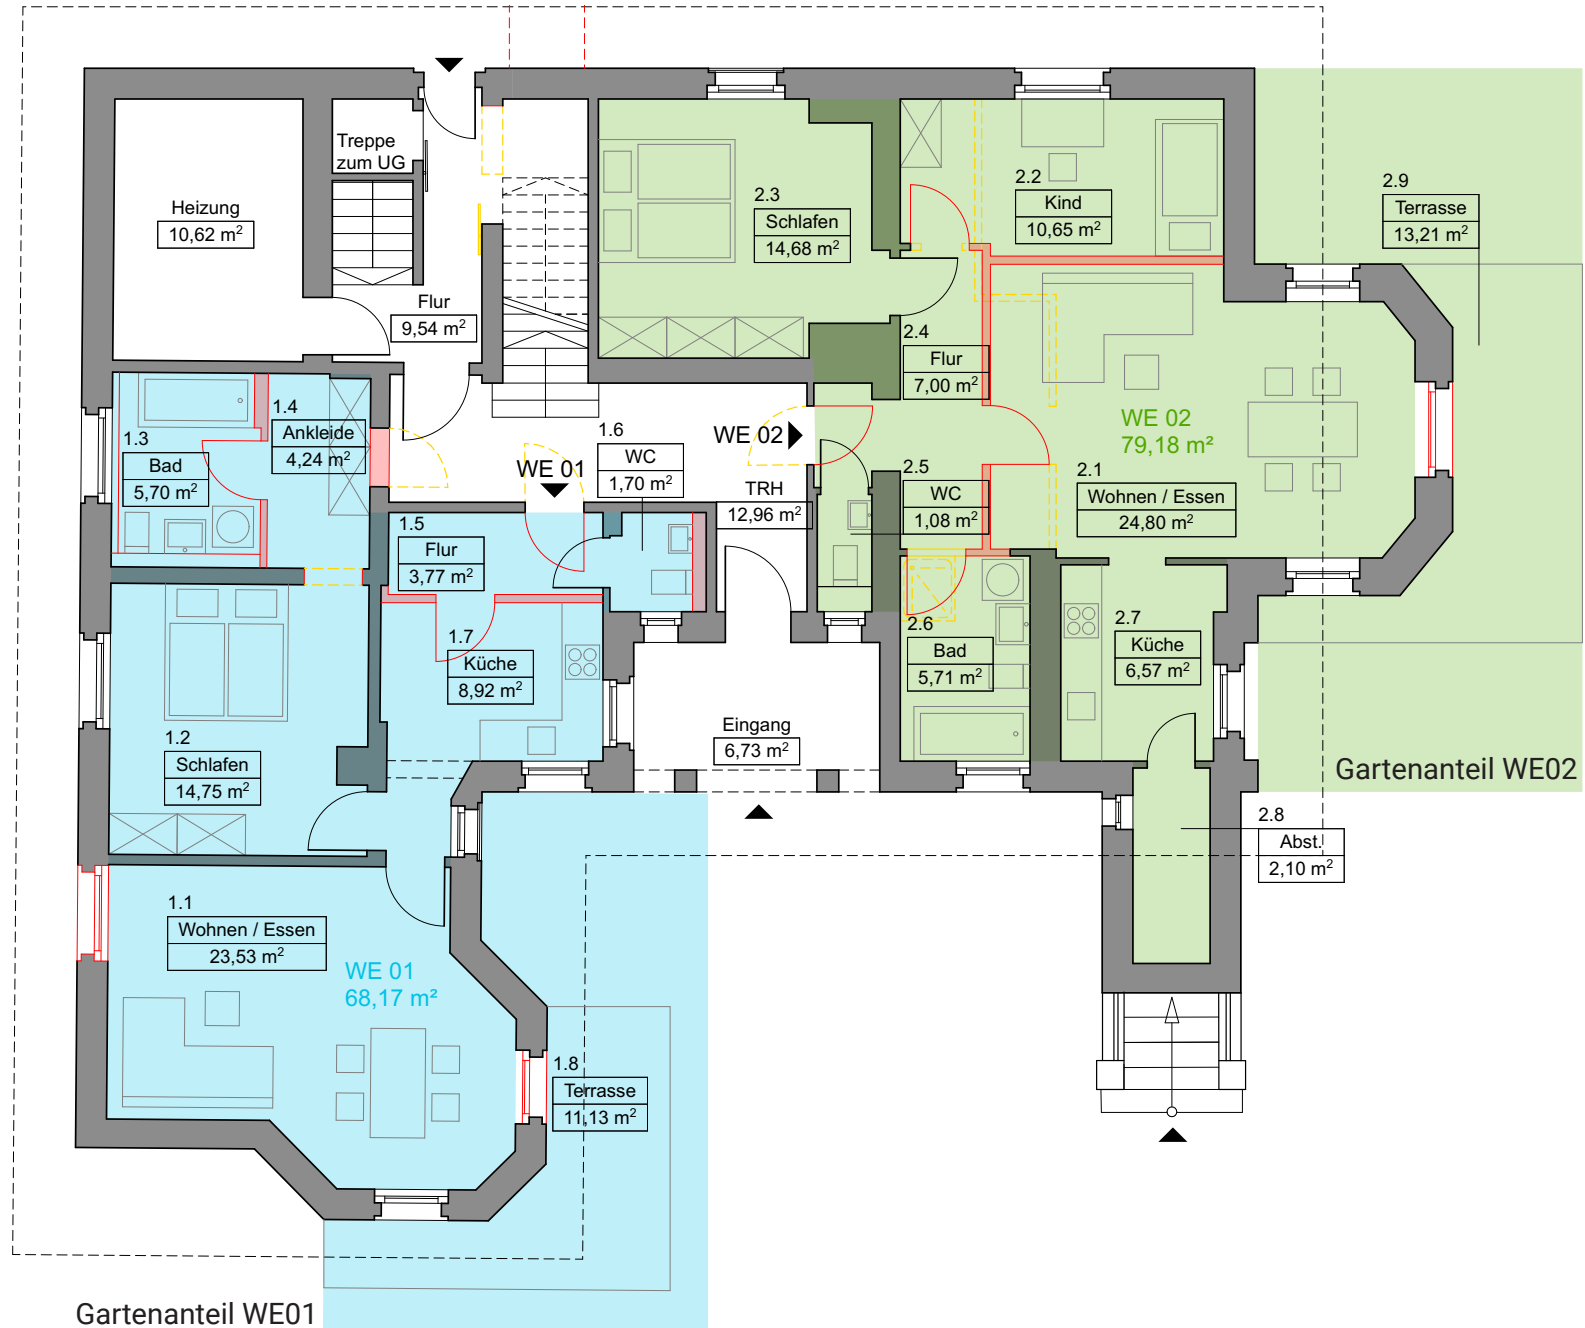 Treppe
zum UG
Heizung
10,62 m²
Flur
9,54 m²
2.3
Schlafen
14,68 m²
2.2
Kind
10,65 m²
2.9
Terrasse
13,21 m²
2.4
Flur
7,00 m²
WE 02
79,18 m²
2.1
Wohnen / Essen
24,80 m²
1.3
Bad
5,70 m²
1.4
Ankleide
4,24 m²
WE 01
1.6
WC
1,70 m²
WE 02
TRH
12,96 m²
2.5
WC
1,08 m²
1.5
Flur
3,77 m²
1.7
Küche
8,92 m²
2.6
Bad
5,71 m²
2.7
Küche
6,57 m²
Eingang
6,73 m²
1.2
Schlafen
14,75 m²
Gartenanteil WE02
2.8
Abst.
2,10 m²
1.1
Wohnen / Essen
23,53 m²
WE 01
68,17 m²
1.8
Terrasse
11,13 m²
Gartenanteil WE01